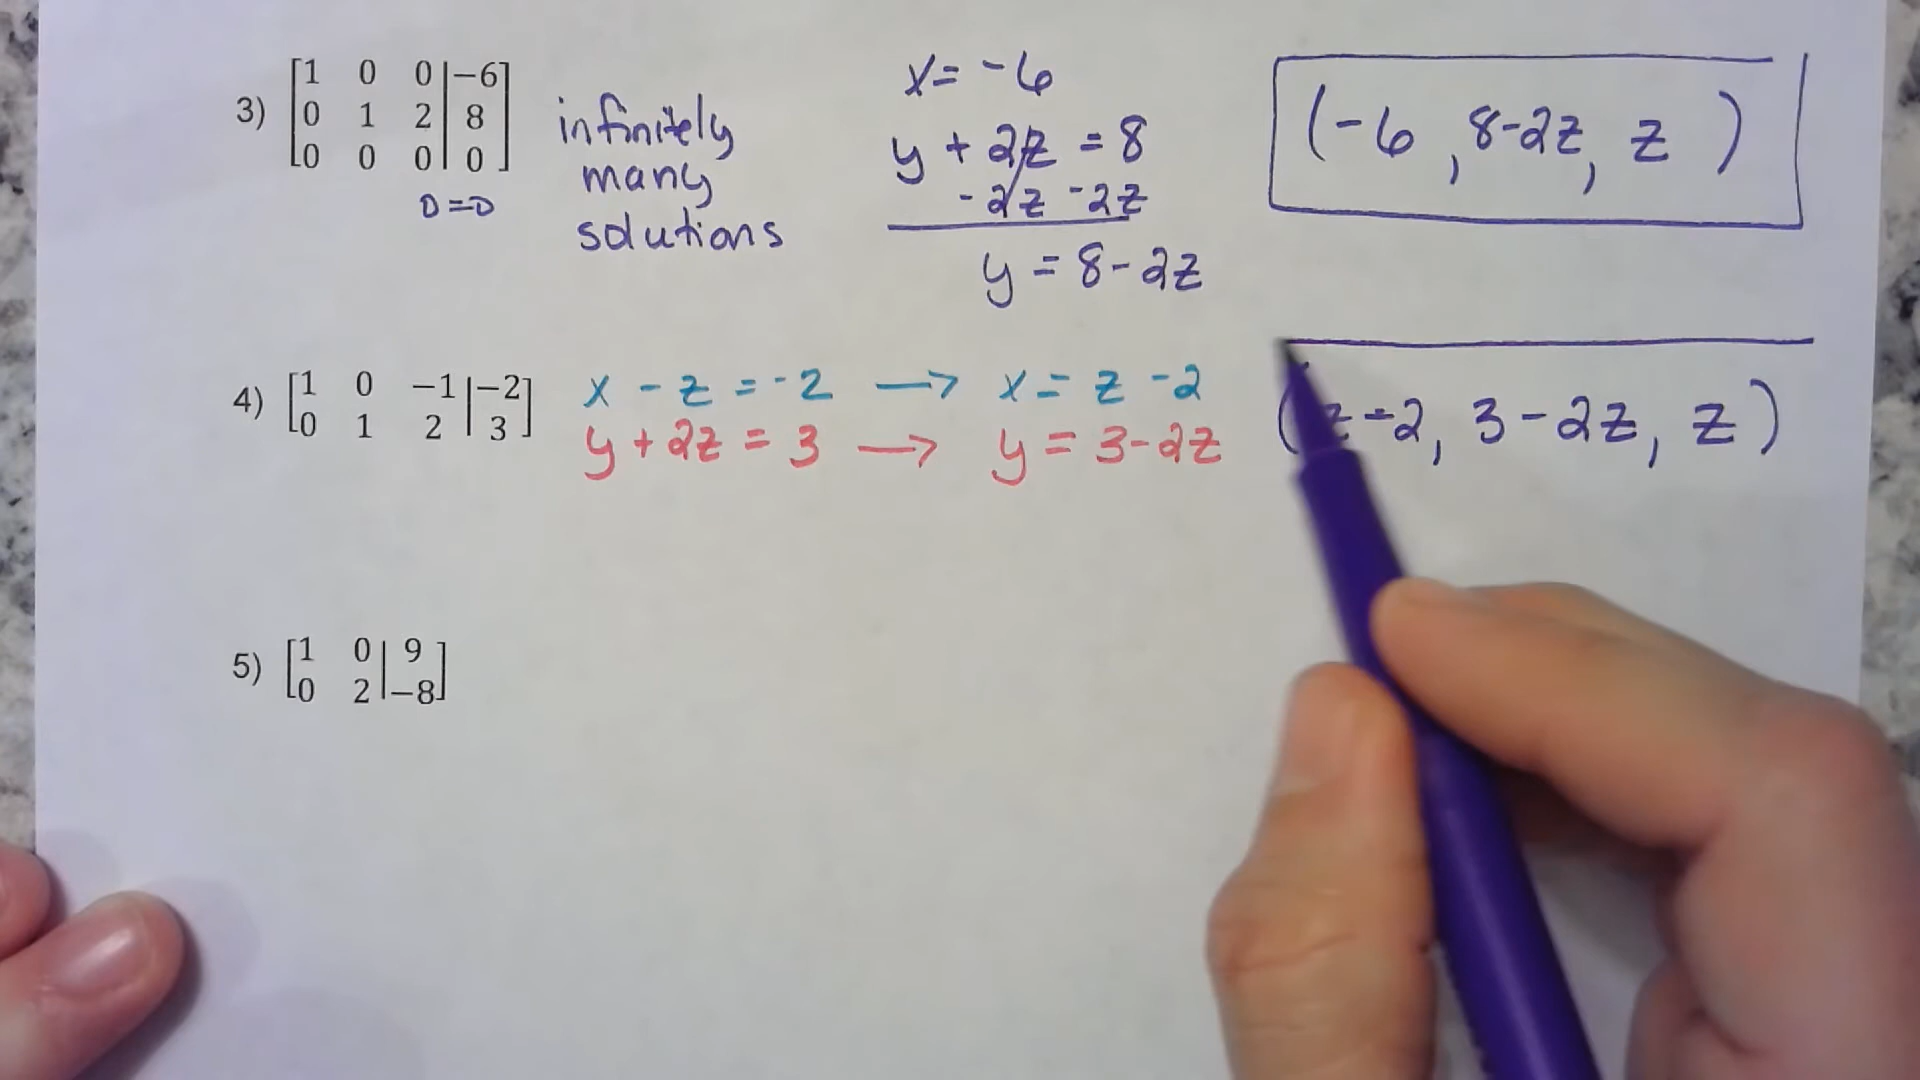 3) [1 0 0 | -6]
[0 1 2 | 8]
[0 0 0 | 0]
0=0
infinitely
many
solutions
x = -6
y + 2z = 8
-2z -2z
y = 8-2z
(-6, 8-2z, z)
4) [1 0 -1 | -2]
[0 1 2 | 3]
x - z = -2 → x = z - 2
y + 2z = 3 → y = 3-2z
(z-2, 3-2z, z)
5) [1 0 | 9]
[0 2 | -8]